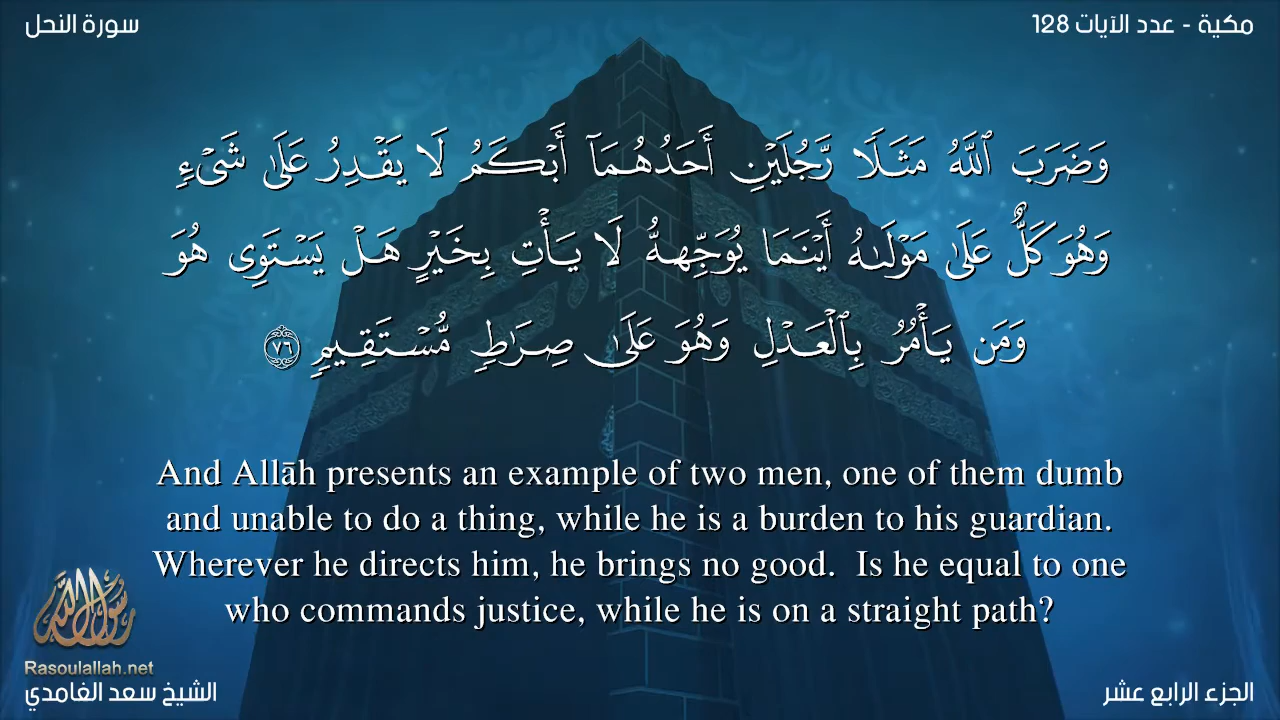 سورة النحل
مكية - عدد الآيات 128
وَضَرَبَ ٱللَّهُ مَثَلًا رَّجُلَيْنِ أَحَدُهُمَآ أَبْكَمُ لَا يَقْدِرُ عَلَىٰ شَىْءٍ
وَهُوَ كَلٌّ عَلَىٰ مَوْلَىٰهُ أَيْنَمَا يُوَجِّههُّ لَا يَأْتِ بِخَيْرٍ هَلْ يَسْتَوِى هُوَ
وَمَن يَأْمُرُ بِٱلْعَدْلِ وَهُوَ عَلَىٰ صِرَٰطٍ مُّسْتَقِيمٍ ٧٦
And Allāh presents an example of two men, one of them dumb
and unable to do a thing, while he is a burden to his guardian.
Wherever he directs him, he brings no good.  Is he equal to one
who commands justice, while he is on a straight path?
رسول الله
Rasoulallah.net
الشيخ سعد الغامدي
الجزء الرابع عشر